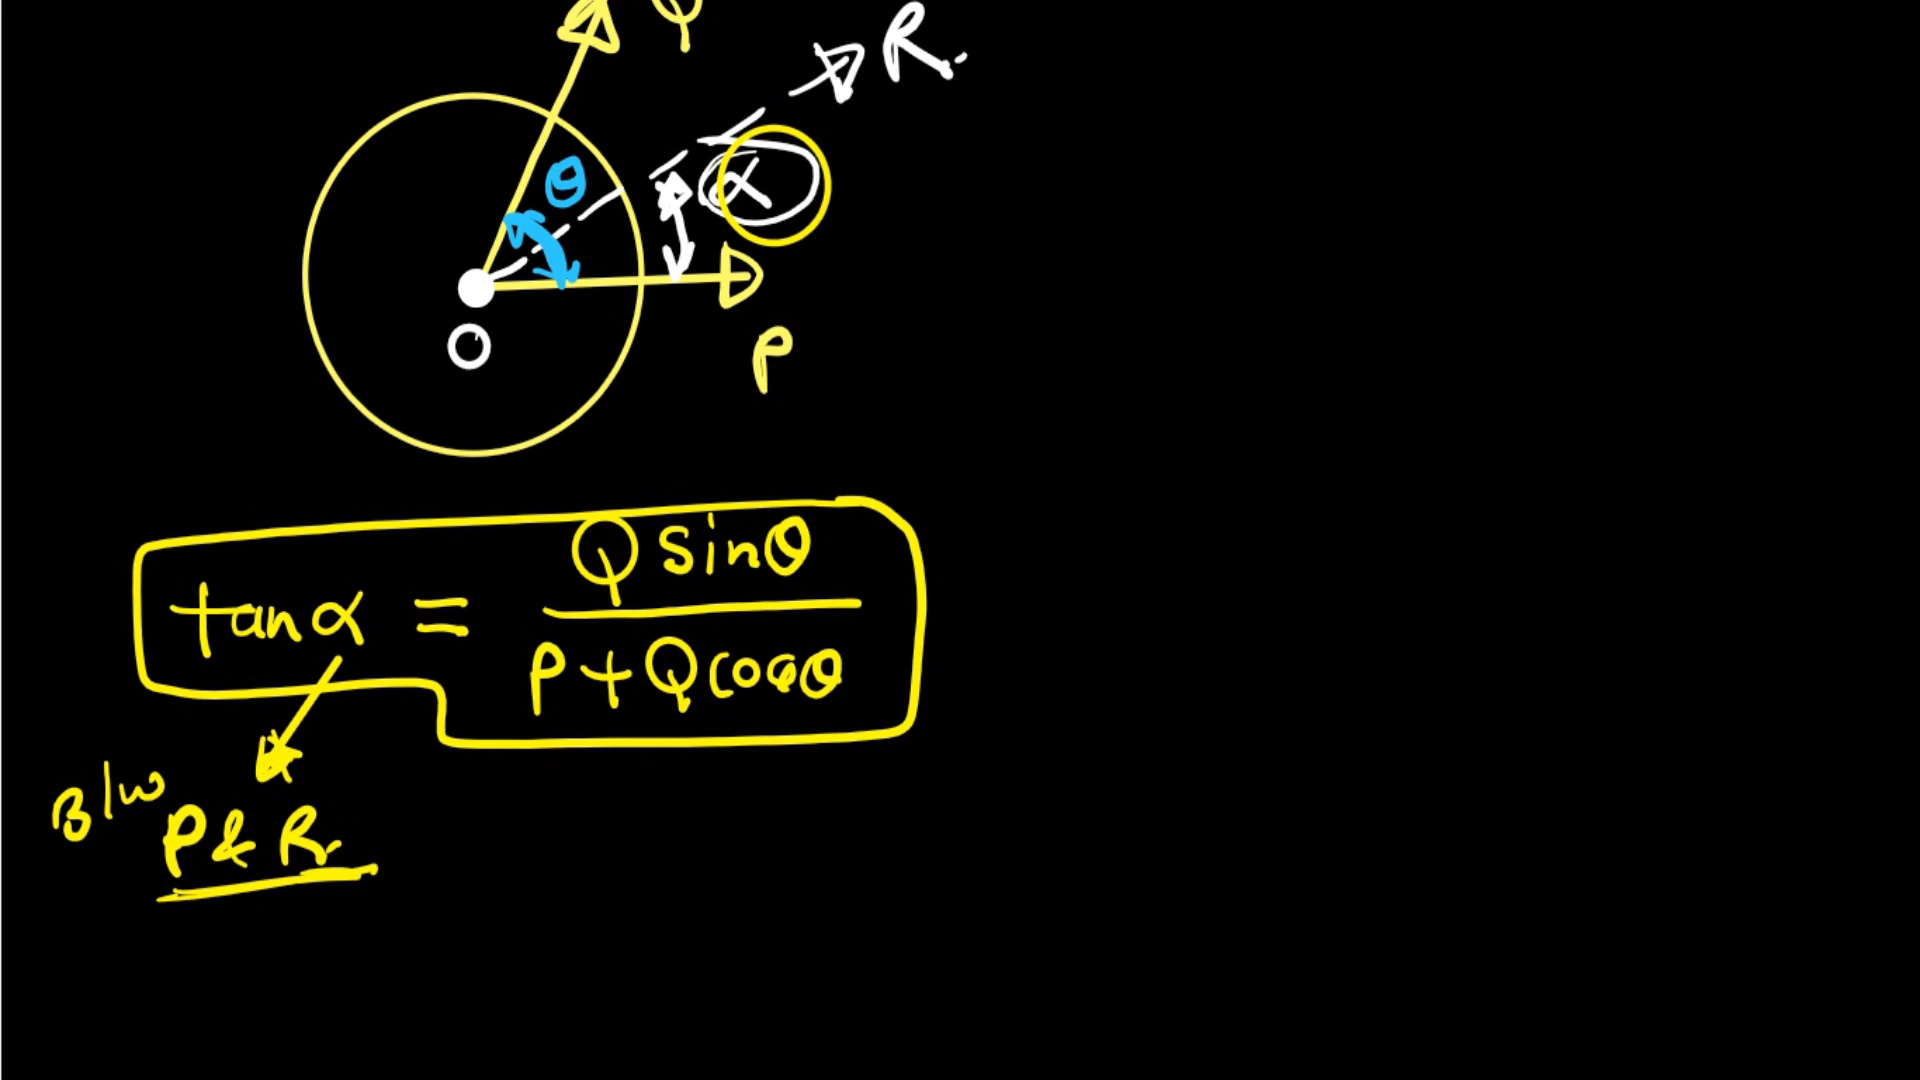 Q
R.
θ
α
O
P
tanα = Q sinθ / P + Q cosθ
B/w
P & R.